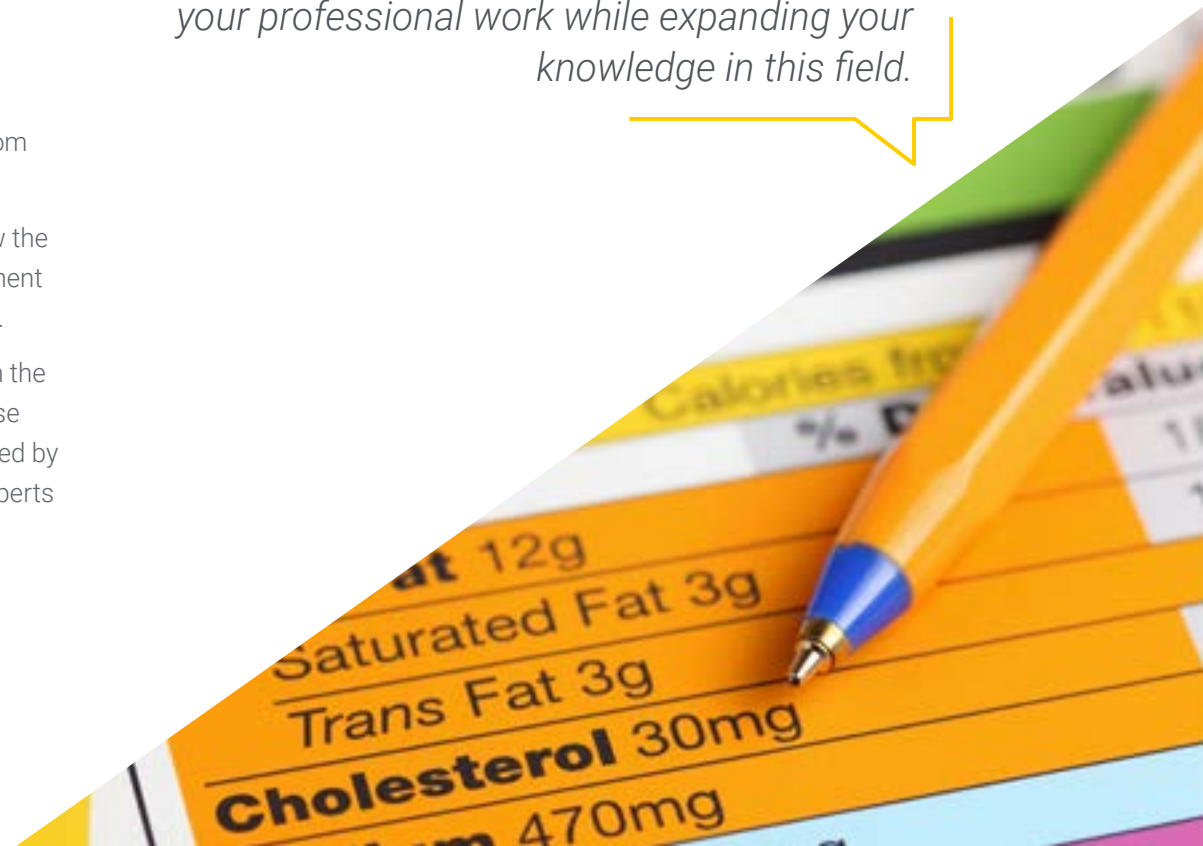 your professional work while expanding your
knowledge in this field.
om
the
nent
n the
se
ed by
perts
Calories
%
at 12g
Saturated Fat 3g
Trans Fat 3g
Cholesterol 30mg
470mg